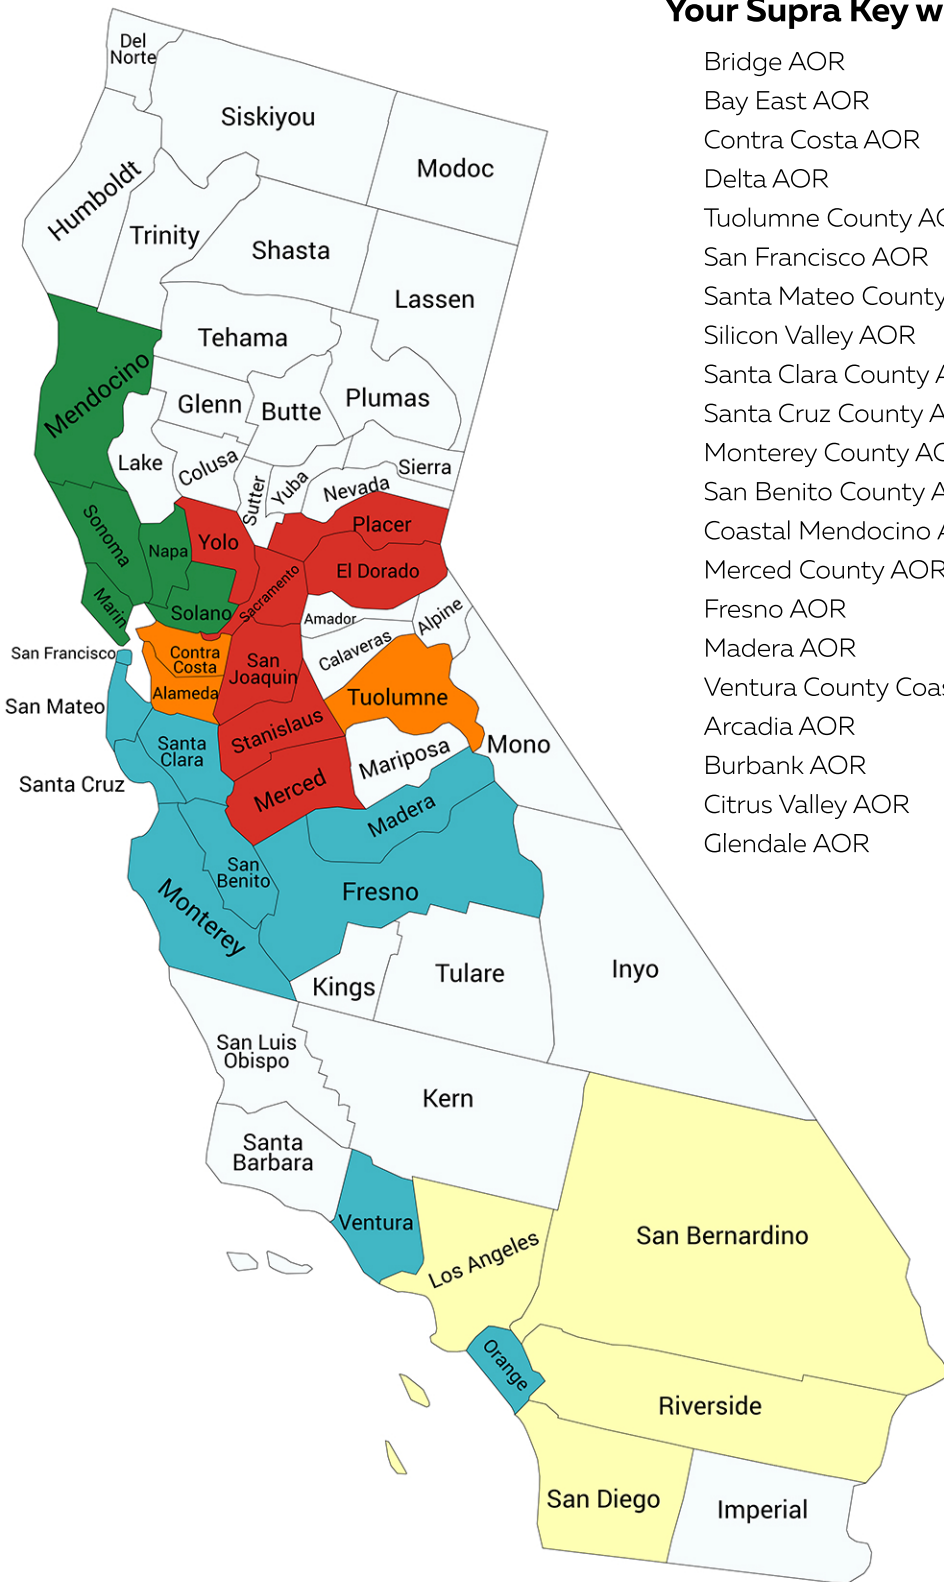 Your Supra Key w
Bridge AOR
Bay East AOR
Contra Costa AOR
Delta AOR
Tuolumne County AO
San Francisco AOR
Santa Mateo County
Silicon Valley AOR
Santa Clara County A
Santa Cruz County A
Monterey County AO
San Benito County A
Coastal Mendocino A
Merced County AOR
Fresno AOR
Madera AOR
Ventura County Coas
Arcadia AOR
Burbank AOR
Citrus Valley AOR
Glendale AOR
Del
Norte
Siskiyou
Modoc
Humboldt
Trinity
Shasta
Lassen
Tehama
Mendocino
Glenn
Butte
Plumas
Lake
Colusa
Sutter
Yuba
Sierra
Nevada
Sonoma
Napa
Yolo
Placer
El Dorado
Sacramento
Marin
Solano
Amador
Alpine
San Francisco
Contra
Costa
San
Joaquin
Calaveras
Alameda
Tuolumne
San Mateo
Stanislaus
Santa
Clara
Mariposa
Mono
Santa Cruz
Merced
Madera
San
Benito
Fresno
Monterey
Kings
Tulare
Inyo
San Luis
Obispo
Kern
Santa
Barbara
Ventura
Los Angeles
San Bernardino
Orange
Riverside
San Diego
Imperial